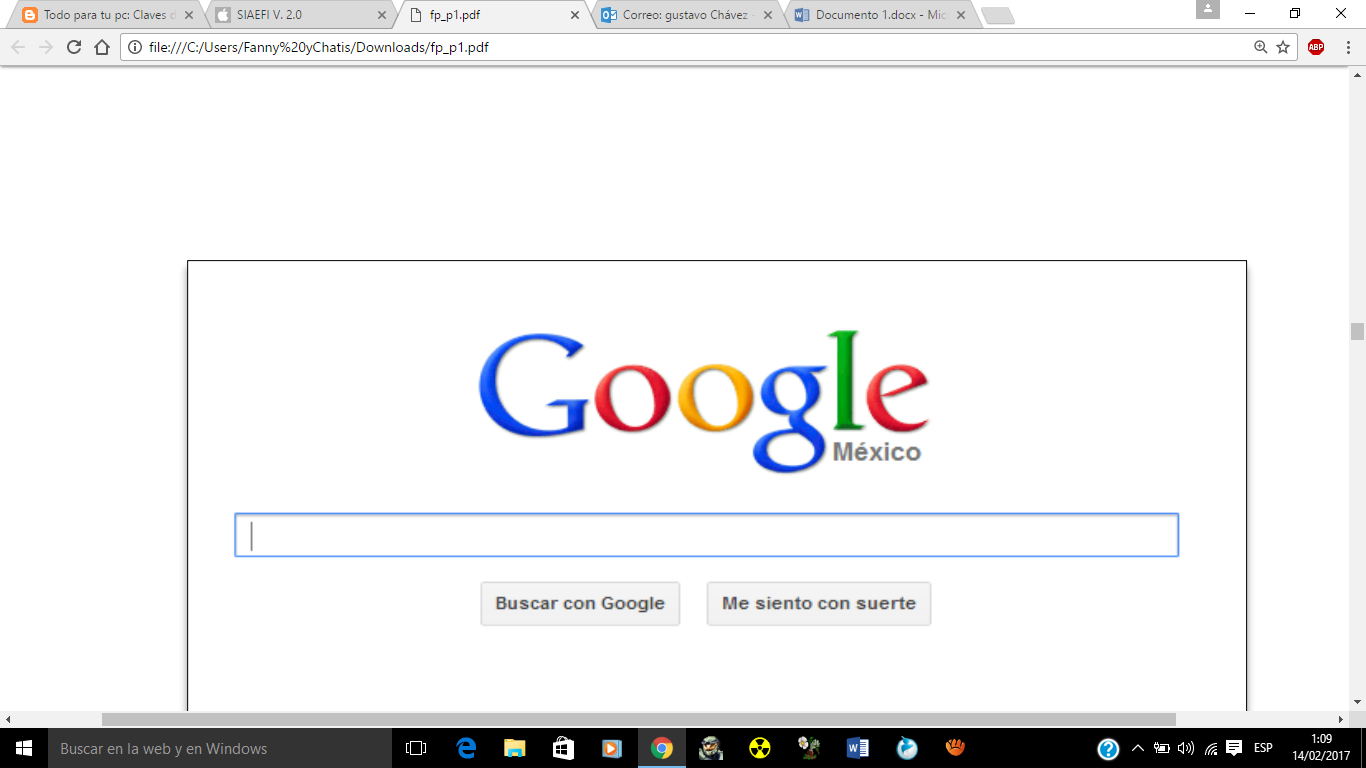 Todo para tu pc: Claves d
SIAEFI V. 2.0
fp_p1.pdf
Correo: gustavo Chávez -
Documento 1.docx - Mic
file:///C:/Users/Fanny%20yChatis/Downloads/fp_p1.pdf
ABP
Google
México
Buscar con Google
Me siento con suerte
Buscar en la web y en Windows
ESP
1:09
14/02/2017